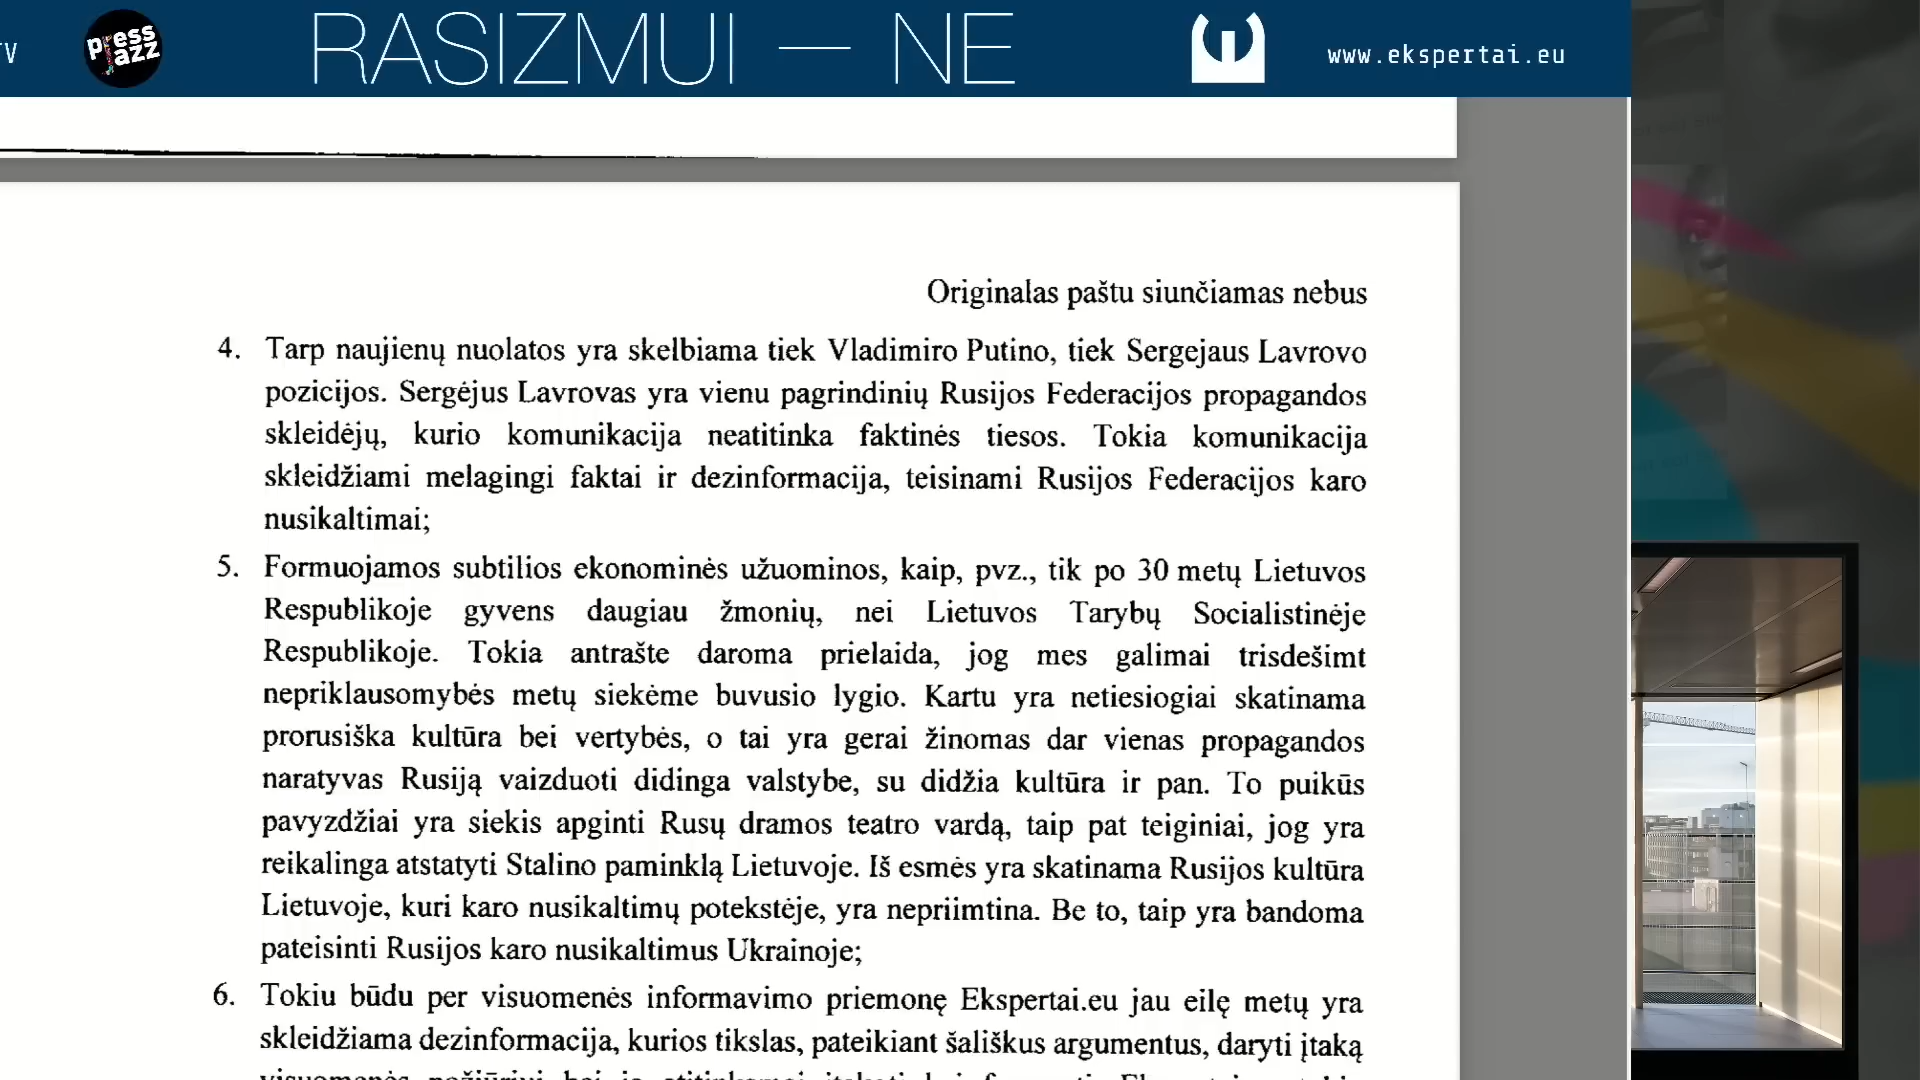 TV
press
jazz
RASIZMUI — NE
www.ekspertai.eu
Originalas paštu siunčiamas nebus
4. Tarp naujienų nuolatos yra skelbiama tiek Vladimiro Putino, tiek Sergejaus Lavrovo
pozicijos. Sergėjus Lavrovas yra vienu pagrindinių Rusijos Federacijos propagandos
skleidėjų, kurio komunikacija neatitinka faktinės tiesos. Tokia komunikacija
skleidžiami melagingi faktai ir dezinformacija, teisinami Rusijos Federacijos karo
nusikaltimai;
5. Formuojamos subtilios ekonominės užuominos, kaip, pvz., tik po 30 metų Lietuvos
Respublikoje gyvens daugiau žmonių, nei Lietuvos Tarybų Socialistinėje
Respublikoje. Tokia antrašte daroma prielaida, jog mes galimai trisdešimt
nepriklausomybės metų siekėme buvusio lygio. Kartu yra netiesiogiai skatinama
prorusiška kultūra bei vertybės, o tai yra gerai žinomas dar vienas propagandos
naratyvas Rusiją vaizduoti didinga valstybe, su didžia kultūra ir pan. To puikūs
pavyzdžiai yra siekis apginti Rusų dramos teatro vardą, taip pat teiginiai, jog yra
reikalinga atstatyti Stalino paminklą Lietuvoje. Iš esmės yra skatinama Rusijos kultūra
Lietuvoje, kuri karo nusikaltimų potekstėje, yra nepriimtina. Be to, taip yra bandoma
pateisinti Rusijos karo nusikaltimus Ukrainoje;
6. Tokiu būdu per visuomenės informavimo priemonę Ekspertai.eu jau eilę metų yra
skleidžiama dezinformacija, kurios tikslas, pateikiant šališkus argumentus, daryti įtaką